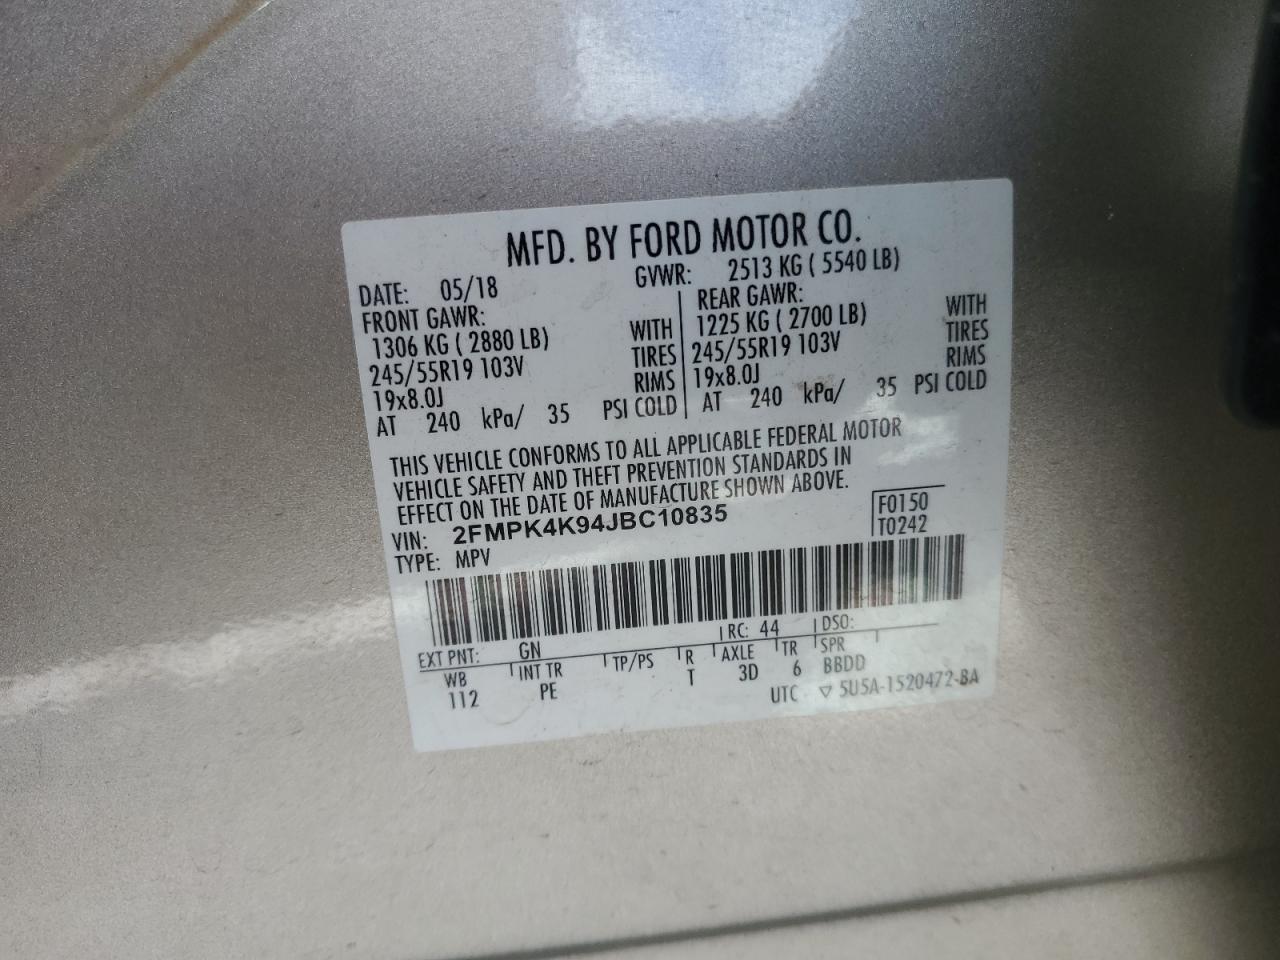 MFD. BY FORD MOTOR CO.
DATE: 05/18 GVWR: 2513 KG ( 5540 LB)
FRONT GAWR: REAR GAWR:
1306 KG ( 2880 LB) WITH 1225 KG ( 2700 LB) WITH
245/55R19 103V TIRES 245/55R19 103V TIRES
19x8.0J RIMS 19x8.0J RIMS
AT 240 kPa/ 35 PSI COLD AT 240 kPa/ 35 PSI COLD
THIS VEHICLE CONFORMS TO ALL APPLICABLE FEDERAL MOTOR
VEHICLE SAFETY AND THEFT PREVENTION STANDARDS IN
EFFECT ON THE DATE OF MANUFACTURE SHOWN ABOVE.
VIN: 2FMPK4K94JBC10835 F0150
TYPE: MPV T0242
EXT PNT: GN RC: 44 DSO:
WB INT TR TP/PS R AXLE TR SPR
112 PE T 3D 6 BBDD
UTC ▽ 5U5A-1520472-BA